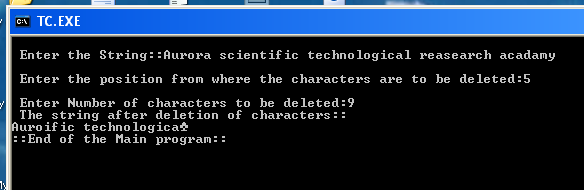 TC.EXE
Enter the String::Aurora scientific technological reasearch acadamy
Enter the position from where the characters are to be deleted:5
Enter Number of characters to be deleted:9
The string after deletion of characters::
Auroific technologica♣
::End of the Main program::